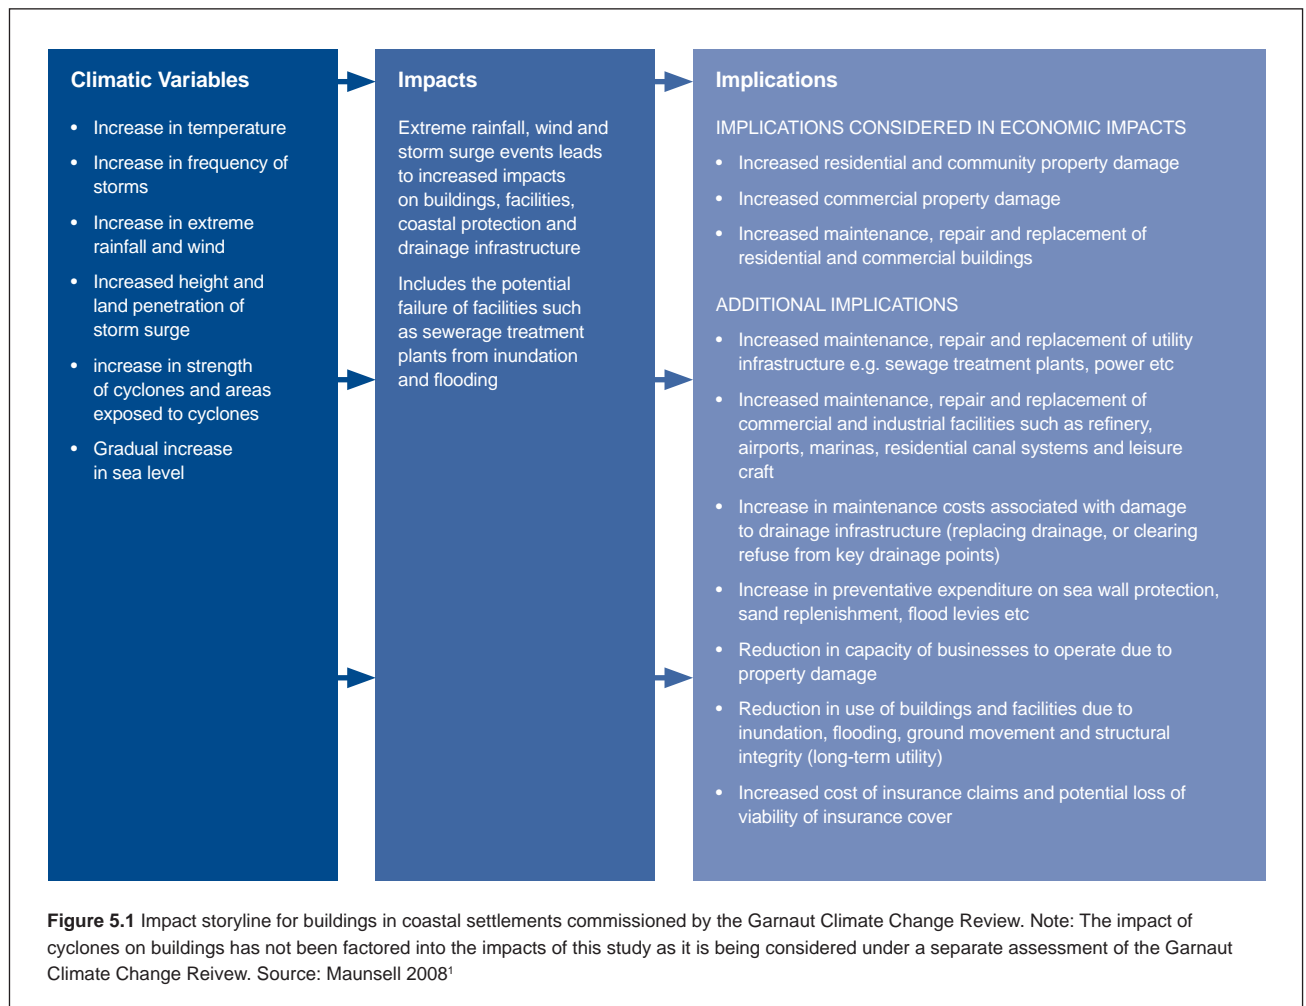 Climatic Variables
• Increase in temperature
• Increase in frequency of
storms
• Increase in extreme
rainfall and wind
• Increased height and
land penetration of
storm surge
• increase in strength
of cyclones and areas
exposed to cyclones
• Gradual increase
in sea level
Impacts
Extreme rainfall, wind and
storm surge events leads
to increased impacts
on buildings, facilities,
coastal protection and
drainage infrastructure
Includes the potential
failure of facilities such
as sewerage treatment
plants from inundation
and flooding
Implications
IMPLICATIONS CONSIDERED IN ECONOMIC IMPACTS
• Increased residential and community property damage
• Increased commercial property damage
• Increased maintenance, repair and replacement of
residential and commercial buildings
ADDITIONAL IMPLICATIONS
• Increased maintenance, repair and replacement of utility
infrastructure e.g. sewage treatment plants, power etc
• Increased maintenance, repair and replacement of
commercial and industrial facilities such as refinery,
airports, marinas, residential canal systems and leisure
craft
• Increase in maintenance costs associated with damage
to drainage infrastructure (replacing drainage, or clearing
refuse from key drainage points)
• Increase in preventative expenditure on sea wall protection,
sand replenishment, flood levies etc
• Reduction in capacity of businesses to operate due to
property damage
• Reduction in use of buildings and facilities due to
inundation, flooding, ground movement and structural
integrity (long-term utility)
• Increased cost of insurance claims and potential loss of
viability of insurance cover
Figure 5.1 Impact storyline for buildings in coastal settlements commissioned by the Garnaut Climate Change Review. Note: The impact of
cyclones on buildings has not been factored into the impacts of this study as it is being considered under a separate assessment of the Garnaut
Climate Change Reivew. Source: Maunsell 2008¹